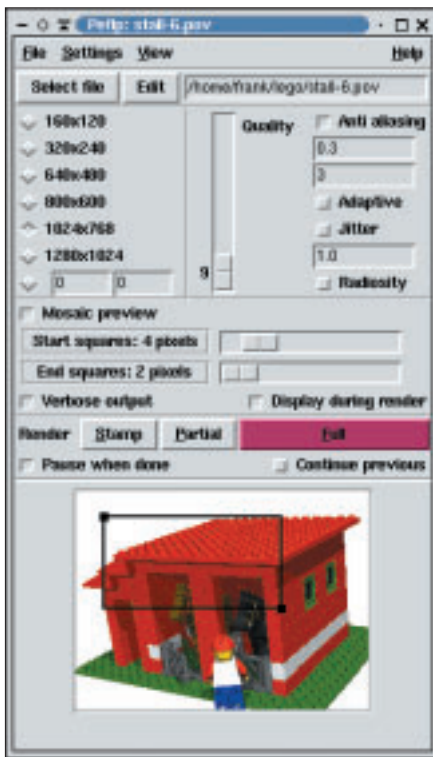 Peflp: stall-6.pov
File Settings View Help
Select file Edit /home/frank/lego/stall-6.pov
160x120
320x240
640x480
800x600
1024x768
1280x1024
0 0
9
Quality
Anti aliasing
0.3
3
Adaptive
Jitter
1.0
Radiosity
Mosaic preview
Start squares: 4 pixels
End squares: 2 pixels
Verbose output Display during render
Render Stamp Partial Full
Pause when done Continue previous